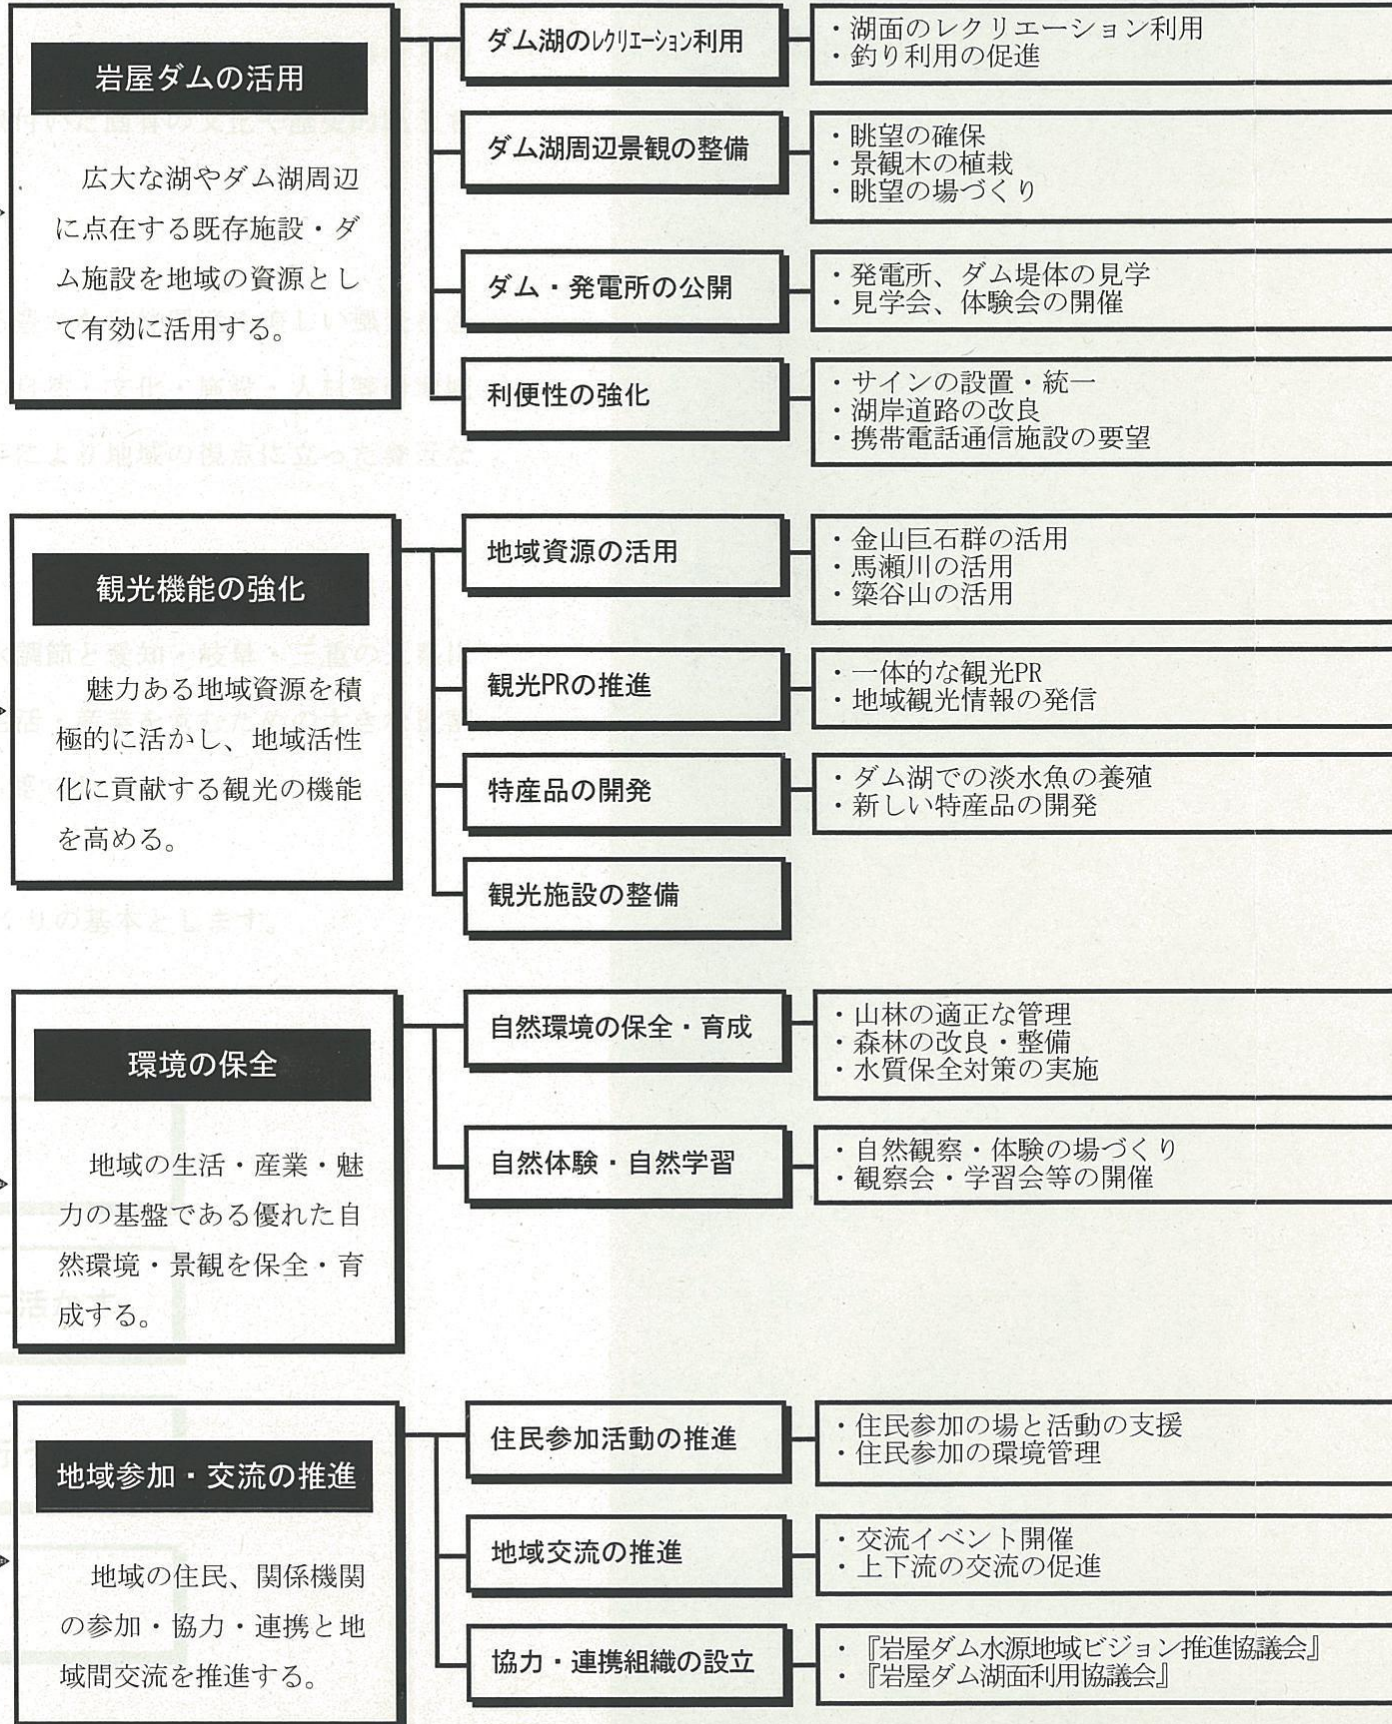 岩屋ダムの活用
広大な湖やダム湖周辺
に点在する既存施設・ダ
ム施設を地域の資源とし
て有効に活用する。
ダム湖のレクリエーション利用
・湖面のレクリエーション利用
・釣り利用の促進
ダム湖周辺景観の整備
・眺望の確保
・景観木の植栽
・眺望の場づくり
ダム・発電所の公開
・発電所、ダム堤体の見学
・見学会、体験会の開催
利便性の強化
・サインの設置・統一
・湖岸道路の改良
・携帯電話通信施設の要望
観光機能の強化
魅力ある地域資源を積
極的に活かし、地域活性
化に貢献する観光の機能
を高める。
地域資源の活用
・金山巨石群の活用
・馬瀬川の活用
・簗谷山の活用
観光PRの推進
・一体的な観光PR
・地域観光情報の発信
特産品の開発
・ダム湖での淡水魚の養殖
・新しい特産品の開発
観光施設の整備
環境の保全
地域の生活・産業・魅
力の基盤である優れた自
然環境・景観を保全・育
成する。
自然環境の保全・育成
・山林の適正な管理
・森林の改良・整備
・水質保全対策の実施
自然体験・自然学習
・自然観察・体験の場づくり
・観察会・学習会等の開催
地域参加・交流の推進
地域の住民、関係機関
の参加・協力・連携と地
域間交流を推進する。
住民参加活動の推進
・住民参加の場と活動の支援
・住民参加の環境管理
地域交流の推進
・交流イベント開催
・上下流の交流の促進
協力・連携組織の設立
・『岩屋ダム水源地域ビジョン推進協議会』
・『岩屋ダム湖面利用協議会』